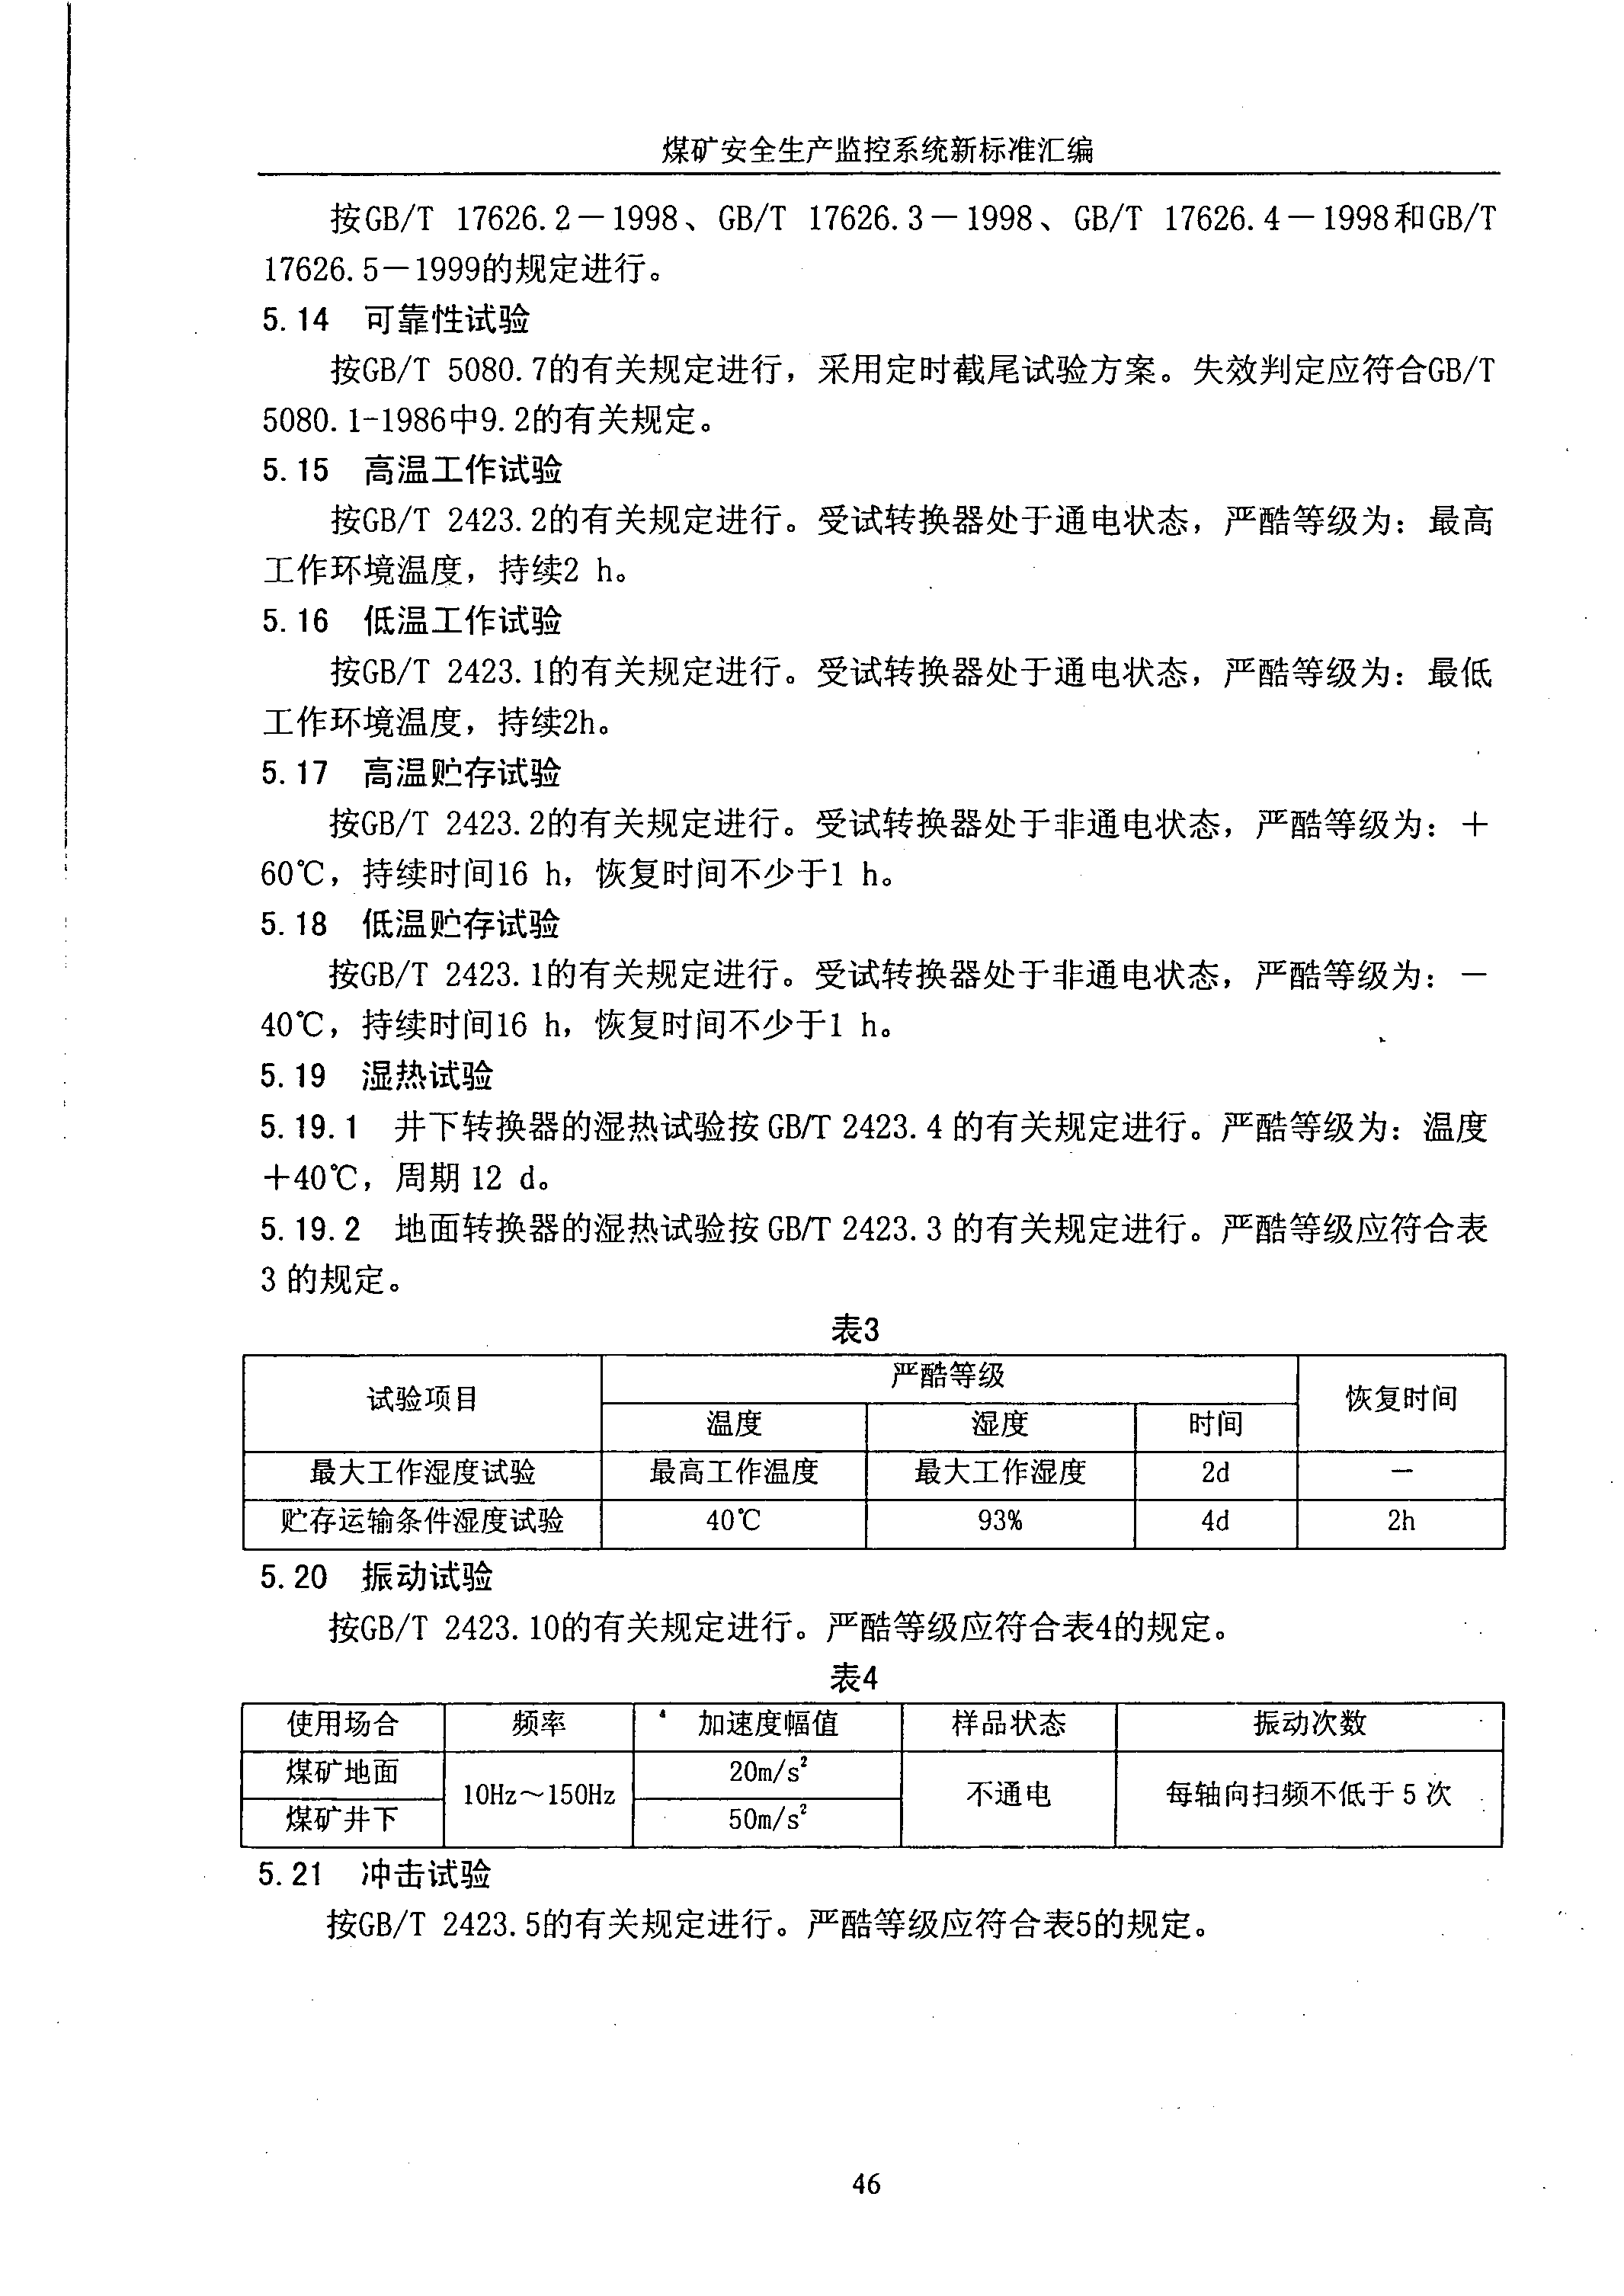 煤矿安全生产监控系统新标准汇编
按GB/T 17626.2－1998、GB/T 17626.3－1998、GB/T 17626.4－1998和GB/T
17626.5－1999的规定进行。
5.14 可靠性试验
按GB/T 5080.7的有关规定进行，采用定时截尾试验方案。失效判定应符合GB/T
5080.1-1986中9.2的有关规定。
5.15 高温工作试验
按GB/T 2423.2的有关规定进行。受试转换器处于通电状态，严酷等级为：最高
工作环境温度，持续2 h。
5.16 低温工作试验
按GB/T 2423.1的有关规定进行。受试转换器处于通电状态，严酷等级为：最低
工作环境温度，持续2h。
5.17 高温贮存试验
按GB/T 2423.2的有关规定进行。受试转换器处于非通电状态，严酷等级为：＋
60℃，持续时间16 h，恢复时间不少于1 h。
5.18 低温贮存试验
按GB/T 2423.1的有关规定进行。受试转换器处于非通电状态，严酷等级为：－
40℃，持续时间16 h，恢复时间不少于1 h。
5.19 湿热试验
5.19.1 井下转换器的湿热试验按 GB/T 2423.4 的有关规定进行。严酷等级为：温度
＋40℃，周期 12 d。
5.19.2 地面转换器的湿热试验按 GB/T 2423.3 的有关规定进行。严酷等级应符合表
3 的规定。
表3
试验项目 严酷等级 恢复时间
温度 湿度 时间
最大工作湿度试验 最高工作温度 最大工作湿度 2d －
贮存运输条件湿度试验 40℃ 93% 4d 2h
5.20 振动试验
按GB/T 2423.10的有关规定进行。严酷等级应符合表4的规定。
表4
使用场合 频率 加速度幅值 样品状态 振动次数
煤矿地面 10Hz～150Hz 20m/s² 不通电 每轴向扫频不低于 5 次
煤矿井下 50m/s²
5.21 冲击试验
按GB/T 2423.5的有关规定进行。严酷等级应符合表5的规定。
46